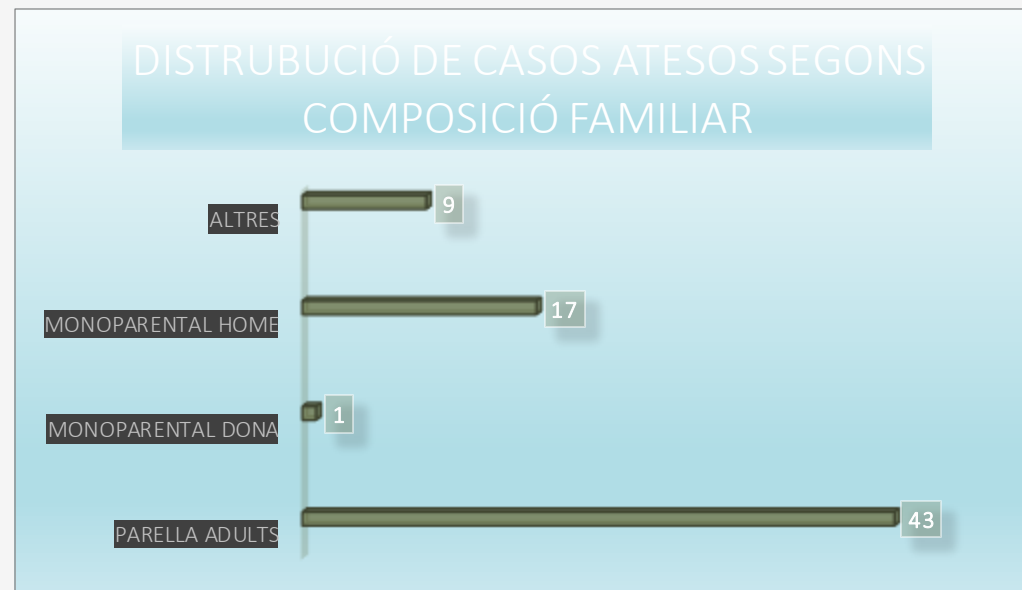 DISTRUBUCIÓ DE CASOS ATESOS SEGONS
COMPOSICIÓ FAMILIAR
ALTRES
9
MONOPARENTAL HOME
17
MONOPARENTAL DONA
1
PARELLA ADULTS
43